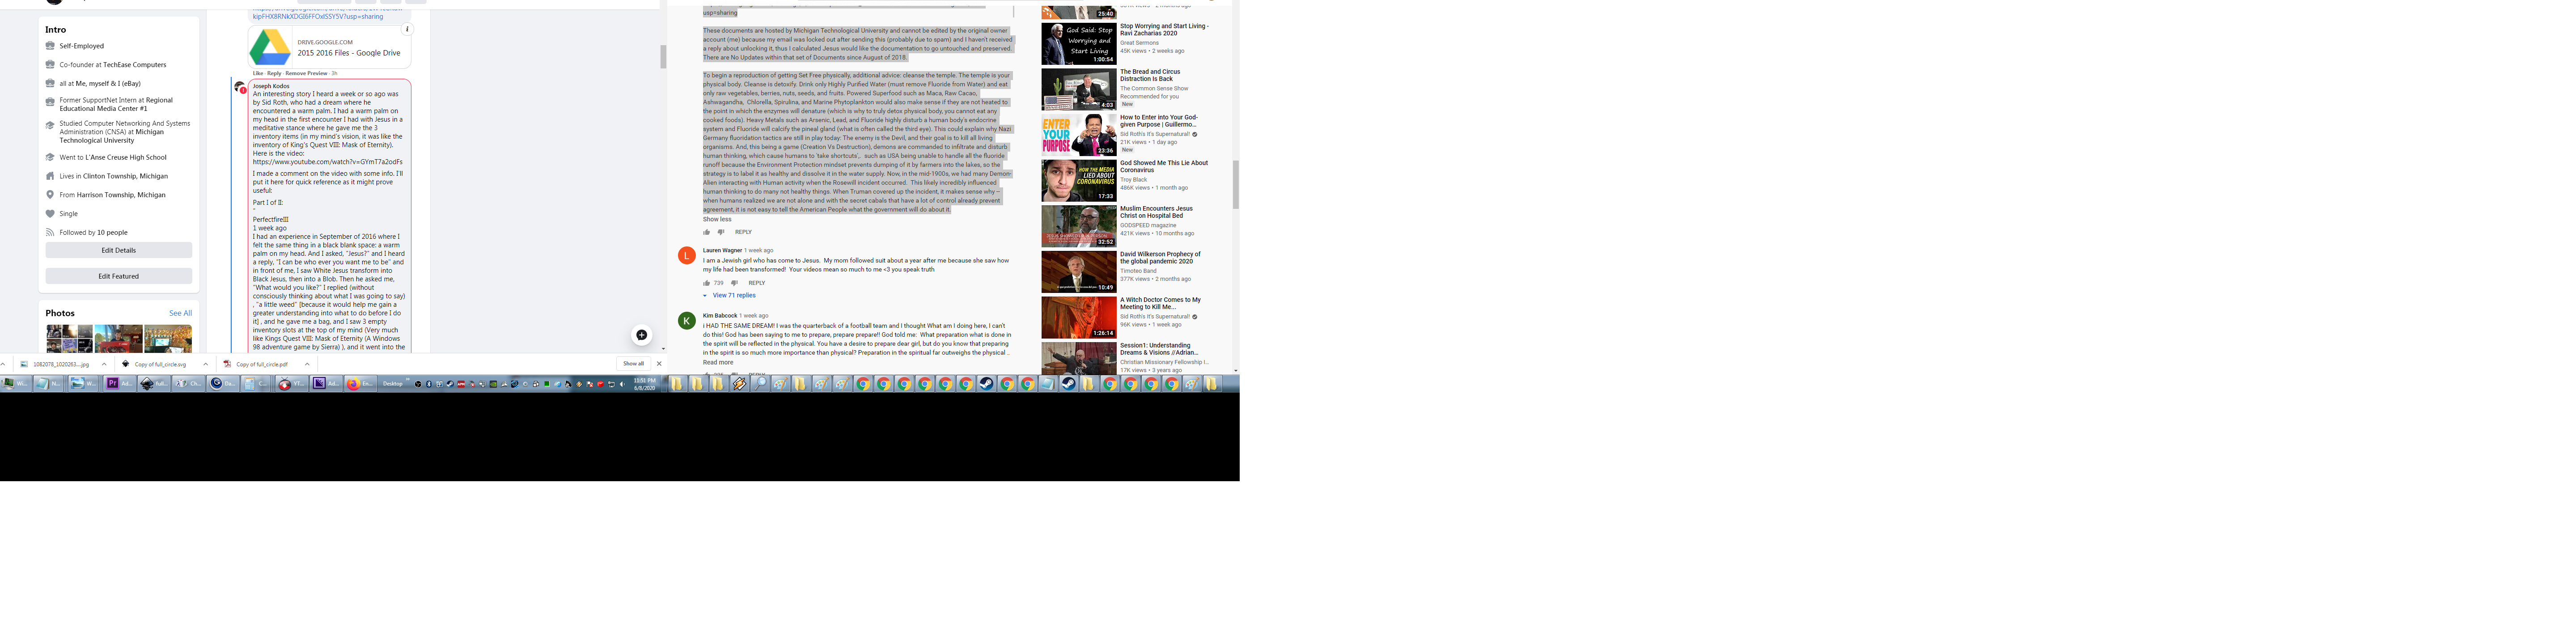 kipFHX8RNkXDGI6FFOxISSY5V?usp=sharing
Intro
Self-Employed
Co-founder at TechEase Computers
all at Me, myself & I (eBay)
Former SupportNet Intern at Regional
Educational Media Center #1
Studied Computer Networking And Systems
Administration (CNSA) at Michigan
Technological University
Went to L'Anse Creuse High School
Lives in Clinton Township, Michigan
From Harrison Township, Michigan
Single
Followed by 10 people
Edit Details
Edit Featured
Photos
See All
DRIVE.GOOGLE.COM
2015 2016 Files - Google Drive
Like · Reply · Remove Preview · 3h
Joseph Kodos
An interesting story I heard a week or so ago was
by Sid Roth, who had a dream where he
encountered a warm palm. I had a warm palm on
my head in the first encounter I had with Jesus in a
meditative stance where he gave me the 3
inventory items (in my mind's vision, it was like the
inventory of King's Quest VIII: Mask of Eternity).
Here is the video:
https://www.youtube.com/watch?v=GYmT7a2odFs
I made a comment on the video with some info. I'll
put it here for quick reference as it might prove
useful:
Part I of II:
"
PerfectfireIII
1 week ago
I had an experience in September of 2016 where I
felt the same thing in a black blank space: a warm
palm on my head. And I asked, "Jesus?" and I heard
a reply, "I can be who ever you want me to be" and
in front of me, I saw White Jesus transform into
Black Jesus, then into a Blob. Then he asked me,
"What would you like?" I replied (without
consciously thinking about what I was going to say)
, "a little weed" [because it would help me gain a
greater understanding into what to do before I do
it] , and he gave me a bag, and I saw 3 empty
inventory slots at the top of my mind (Very much
like Kings Quest VIII: Mask of Eternity (A Windows
98 adventure game by Sierra) ), and it went into the
1082078_1020263....jpg
Copy of full_circle.svg
Copy of full_circle.pdf
Show all
Desktop
11:51 PM
6/8/2020
usp=sharing
These documents are hosted by Michigan Technological University and cannot be edited by the original owner
account (me) because my email was locked out after sending this (probably due to spam) and I haven't received
a reply about unlocking it, thus I calculated Jesus would like the documentation to go untouched and preserved.
There are No Updates within that set of Documents since August of 2018.
To begin a reproduction of getting Set Free physically, additional advice: cleanse the temple. The temple is your
physical body. Cleanse is detoxify. Drink only Highly Purified Water (must remove Fluoride from Water) and eat
only raw vegetables, berries, nuts, seeds, and fruits. Powered Superfood such as Maca, Raw Cacao,
Ashwagandha, Chlorella, Spirulina, and Marine Phytoplankton would also make sense if they are not heated to
the point in which the enzymes will denature (which is why to truly detox physical body, you cannot eat any
cooked foods). Heavy Metals such as Arsenic, Lead, and Fluoride highly disturb a human body's endocrine
system and Fluoride will calcify the pineal gland (what is often called the third eye). This could explain why Nazi
Germany fluoridation tactics are still in play today: The enemy is the Devil, and their goal is to kill all living
organisms. And, this being a game (Creation Vs Destruction), demons are commanded to infiltrate and disturb
human thinking, which cause humans to 'take shortcuts', such as USA being unable to handle all the fluoride
runoff because the Environment Protection mindset prevents dumping of it by farmers into the lakes, so the
strategy is to label it as healthy and dissolve it in the water supply. Now, in the mid-1900s, we had many Demon-
Alien interacting with Human activity when the Rosewill incident occurred. This likely incredibly influenced
human thinking to do many not healthy things. When Truman covered up the incident, it makes sense why --
when humans realized we are not alone and with the secret cabals that have a lot of control already prevent
agreement, it is not easy to tell the American People what the government will do about it.
Show less
REPLY
Lauren Wagner 1 week ago
I am a Jewish girl who has come to Jesus. My mom followed suit about a year after me because she saw how
my life had been transformed! Your videos mean so much to me <3 you speak truth
739
REPLY
View 71 replies
Kim Babcock 1 week ago
i HAD THE SAME DREAM! I was the quarterback of a football team and I thought What am I doing here, I can't
do this! God has been saying to me to prepare, prepare prepare!! God told me: What preparation what is done in
the spirit will be reflected in the physical. You have a desire to prepare dear girl, but do you know that preparing
in the spirit is so much more importance than physical? Preparation in the spiritual far outweighs the physical ..
Read more
25:40
God Said: Stop
Worrying and
Start Living
1:00:54
Stop Worrying and Start Living -
Ravi Zacharias 2020
Great Sermons
45K views • 2 weeks ago
4:03
The Bread and Circus
Distraction Is Back
The Common Sense Show
Recommended for you
New
ENTER
YOUR
PURPOSE
23:36
How to Enter into Your God-
given Purpose | Guillermo...
Sid Roth's It's Supernatural!
21K views • 1 day ago
New
HOW THE MEDIA
LIED ABOUT
CORONAVIRUS
17:33
God Showed Me This Lie About
Coronavirus
Troy Black
486K views • 1 month ago
32:52
Muslim Encounters Jesus
Christ on Hospital Bed
GODSPEED magazine
421K views • 10 months ago
10:49
David Wilkerson Prophecy of
the global pandemic 2020
Timoteo Band
377K views • 2 months ago
1:26:14
A Witch Doctor Comes to My
Meeting to Kill Me...
Sid Roth's It's Supernatural!
96K views • 1 week ago
Session1: Understanding
Dreams & Visions //Adrian...
Christian Missionary Fellowship I...
17K views • 3 years ago